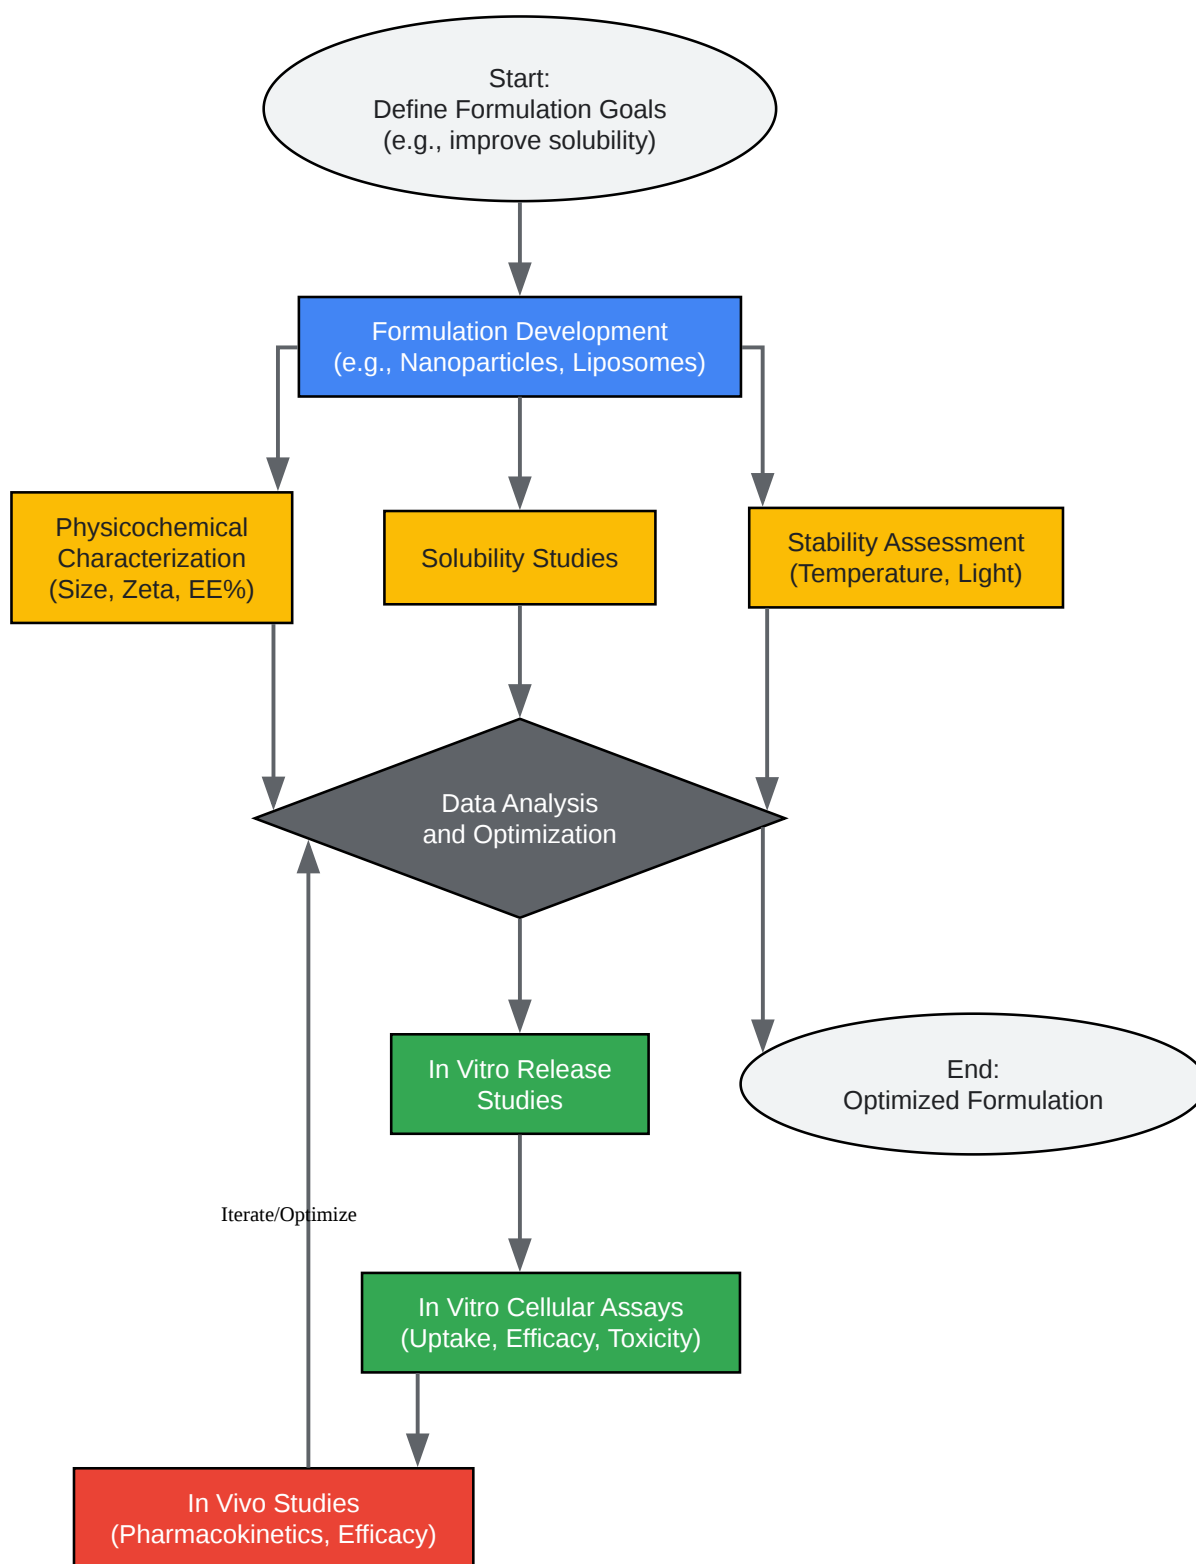 Start:
Define Formulation Goals
(e.g., improve solubility)
Formulation Development
(e.g., Nanoparticles, Liposomes)
Physicochemical
Characterization
(Size, Zeta, EE%)
Solubility Studies
Stability Assessment
(Temperature, Light)
Data Analysis
and Optimization
In Vitro Release
Studies
End:
Optimized Formulation
Iterate/Optimize
In Vitro Cellular Assays
(Uptake, Efficacy, Toxicity)
In Vivo Studies
(Pharmacokinetics, Efficacy)